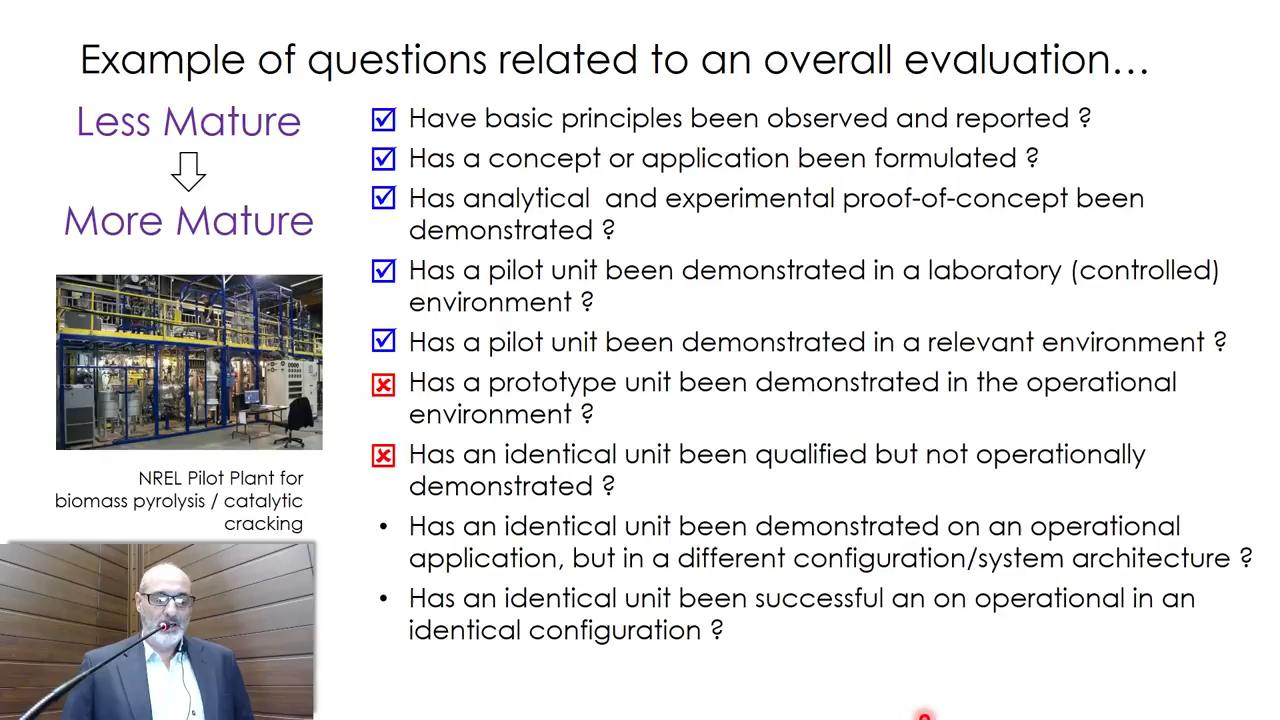 Example of questions related to an overall evaluation…
Less Mature
More Mature
NREL Pilot Plant for
biomass pyrolysis / catalytic
cracking
Have basic principles been observed and reported ?
Has a concept or application been formulated ?
Has analytical and experimental proof-of-concept been
demonstrated ?
Has a pilot unit been demonstrated in a laboratory (controlled)
environment ?
Has a pilot unit been demonstrated in a relevant environment ?
Has a prototype unit been demonstrated in the operational
environment ?
Has an identical unit been qualified but not operationally
demonstrated ?
• Has an identical unit been demonstrated on an operational
application, but in a different configuration/system architecture ?
• Has an identical unit been successful an on operational in an
identical configuration ?